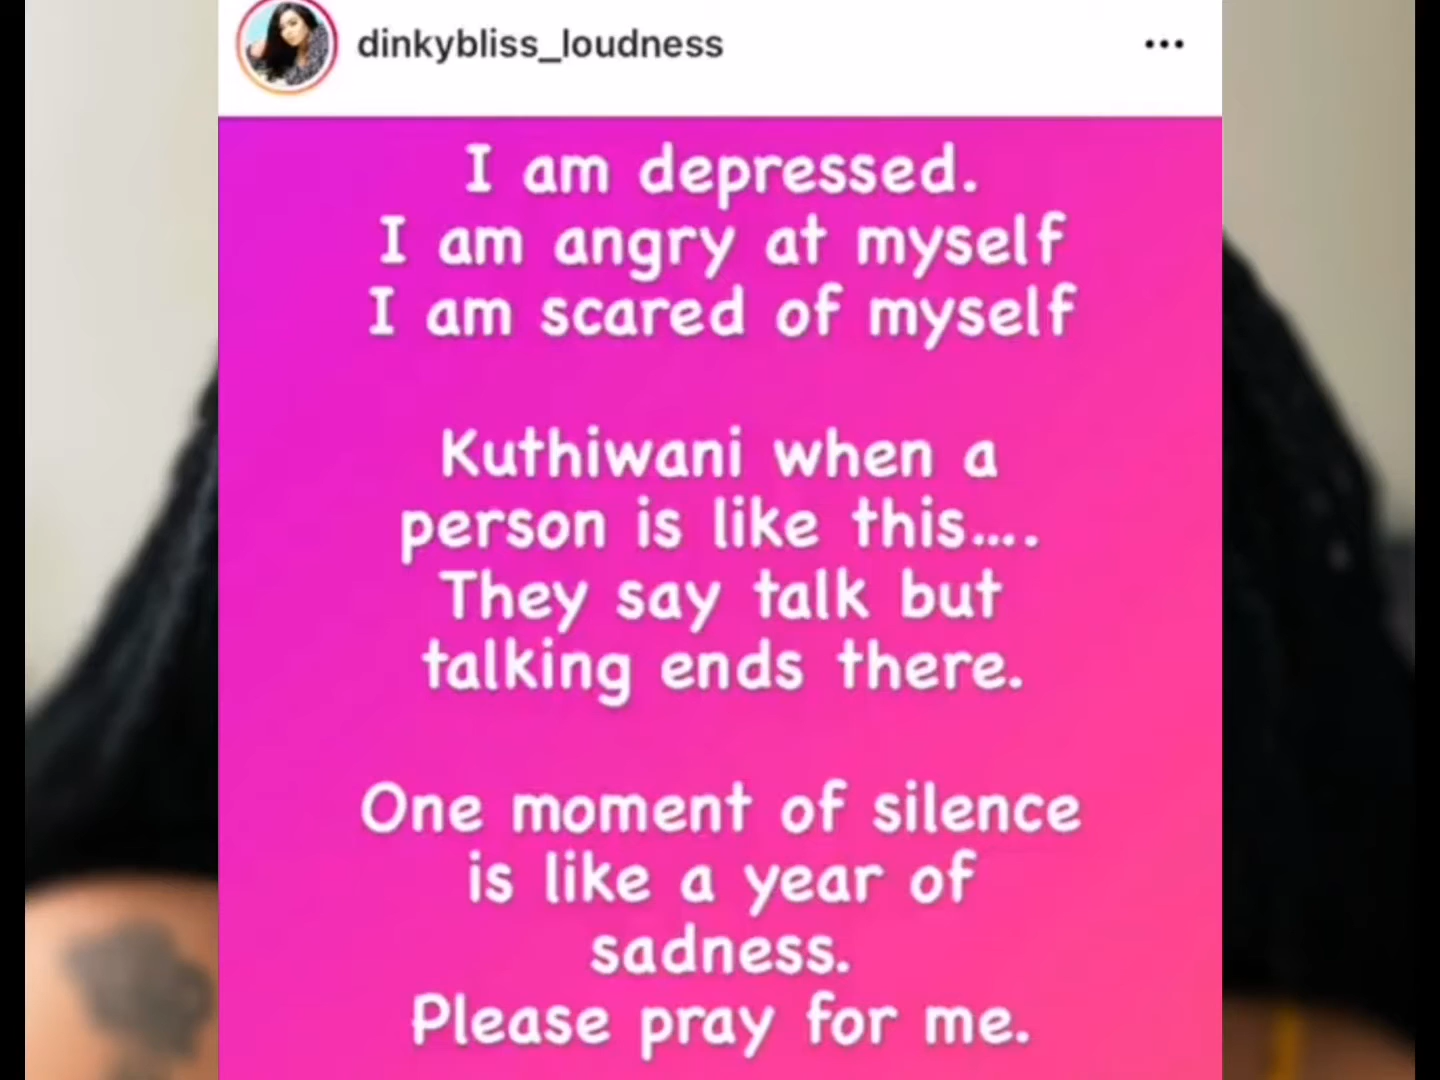 dinkybliss_loudness
I am depressed.
I am angry at myself
I am scared of myself
Kuthiwani when a
person is like this....
They say talk but
talking ends there.
One moment of silence
is like a year of
sadness.
Please pray for me.